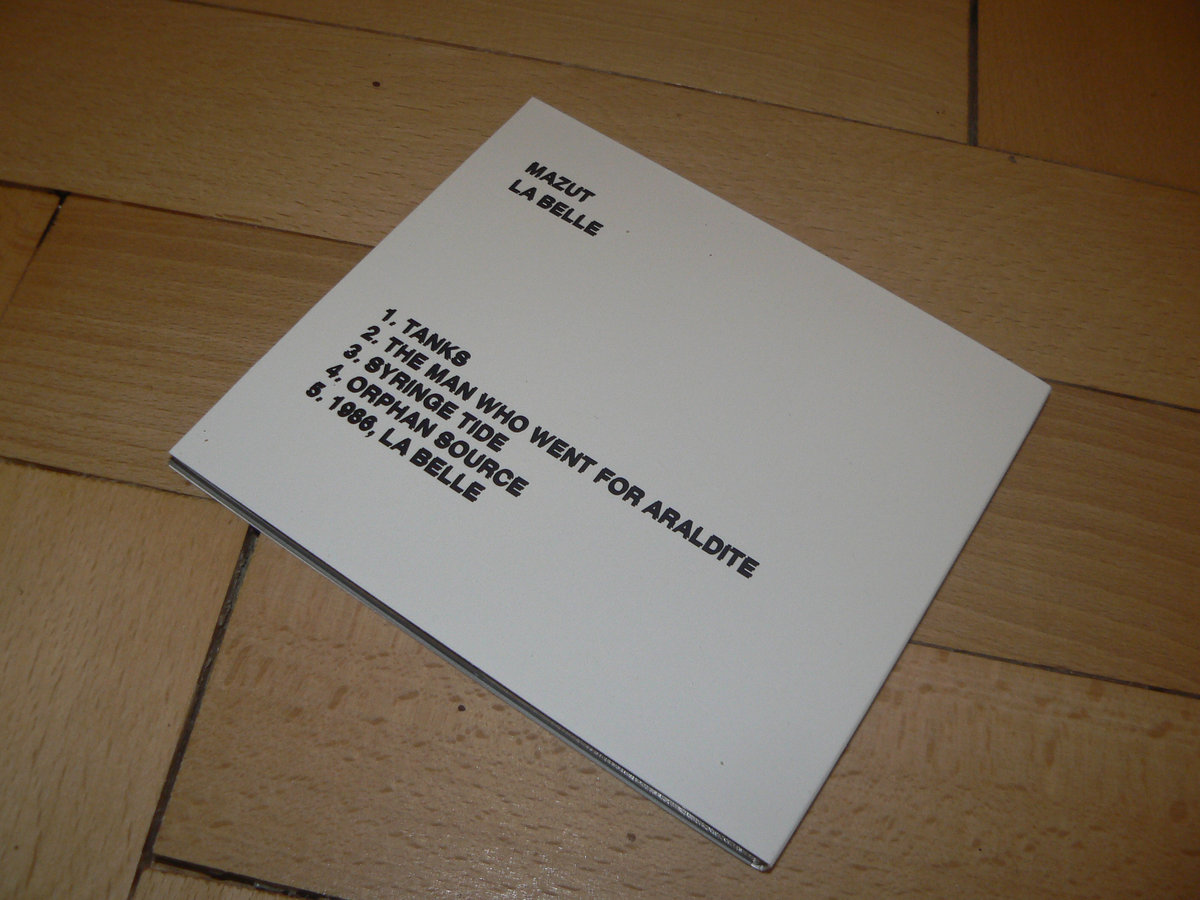 MAZUT
LA BELLE
1. TANKS
2. THE MAN WHO WENT FOR ARALDITE
3. SYRINGE TIDE
4. ORPHAN SOURCE
5. 1986, LA BELLE